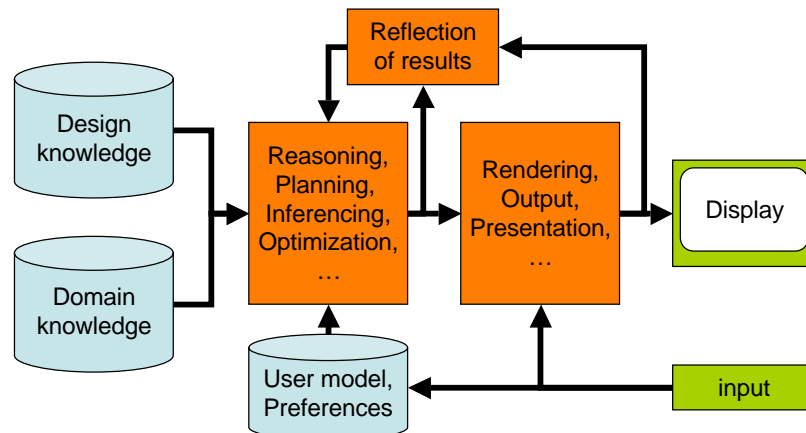 Reflection
of results
Design
knowledge
Reasoning,
Planning,
Inferencing,
Optimization,
…
Rendering,
Output,
Presentation,
…
Display
Domain
knowledge
User model,
Preferences
input